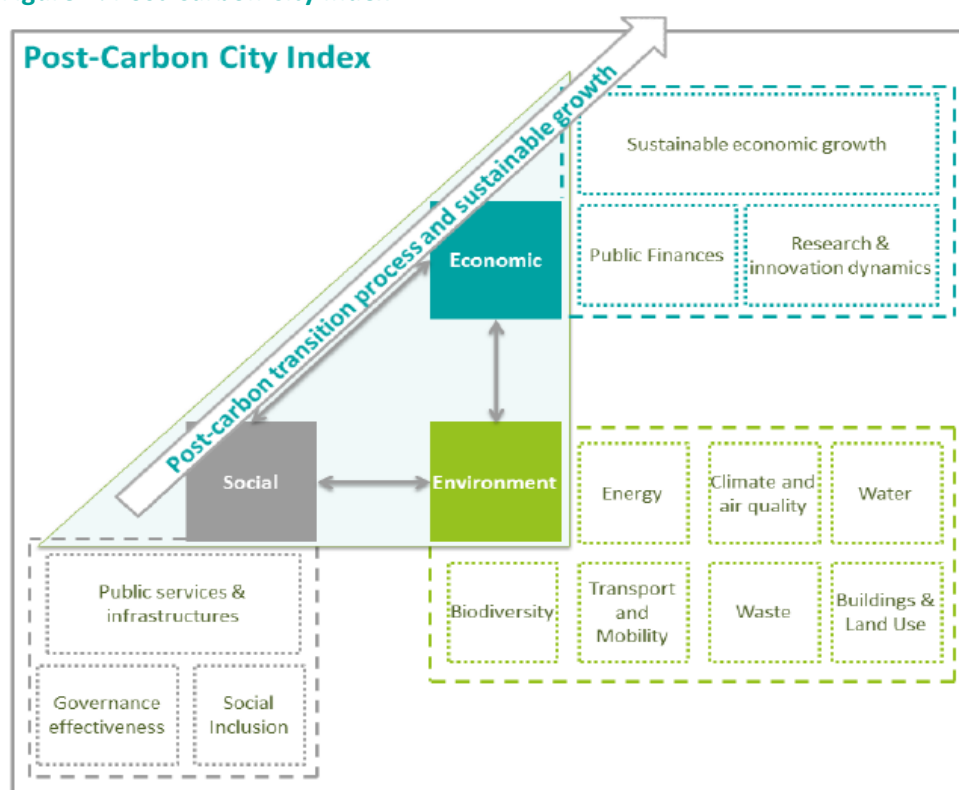 Post-Carbon City Index
Post-carbon transition process and sustainable growth
Sustainable economic growth
Economic
Public Finances
Research &
innovation dynamics
Social
Environment
Energy
Climate and
air quality
Water
Biodiversity
Transport
and
Mobility
Waste
Buildings &
Land Use
Public services &
infrastructures
Governance
effectiveness
Social
Inclusion